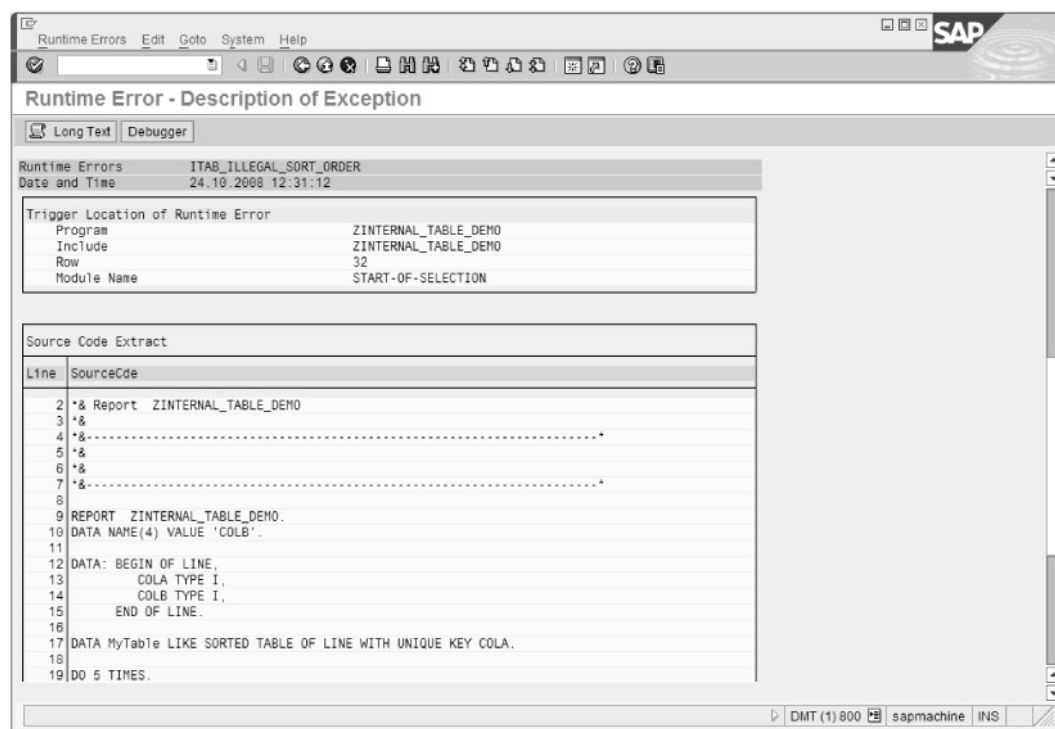 Runtime Errors Edit Goto System Help
SAP
Runtime Error - Description of Exception
Long Text Debugger
Runtime Errors ITAB_ILLEGAL_SORT_ORDER
Date and Time 24.10.2008 12:31:12
Trigger Location of Runtime Error
Program ZINTERNAL_TABLE_DEMO
Include ZINTERNAL_TABLE_DEMO
Row 32
Module Name START-OF-SELECTION
Source Code Extract
Line SourceCde
2 *& Report ZINTERNAL_TABLE_DEMO
3 *&
4 *&---------------------------------------------------------------------*
5 *&
6 *&
7 *&---------------------------------------------------------------------*
8
9 REPORT ZINTERNAL_TABLE_DEMO.
10 DATA NAME(4) VALUE 'COLB'.
11
12 DATA: BEGIN OF LINE,
13 COLA TYPE I,
14 COLB TYPE I,
15 END OF LINE.
16
17 DATA MyTable LIKE SORTED TABLE OF LINE WITH UNIQUE KEY COLA.
18
19 DO 5 TIMES.
DMT (1) 800 sapmachine INS